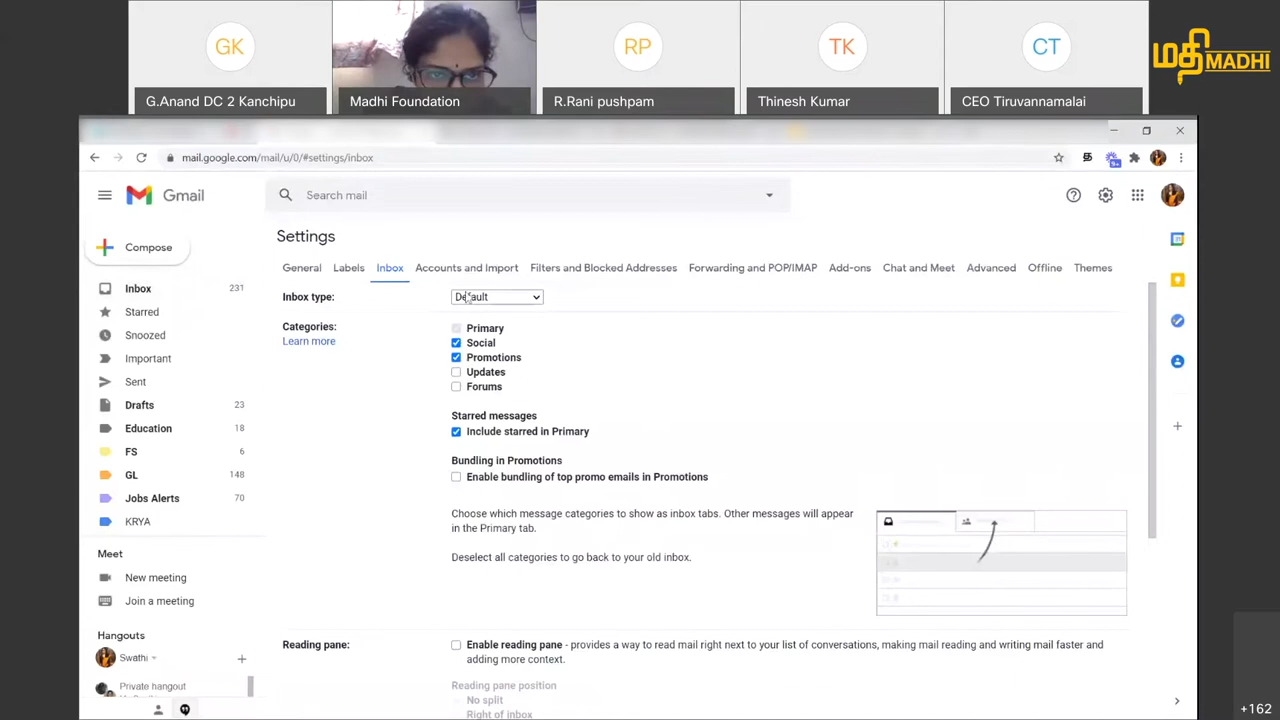 GK
G.Anand DC 2 Kanchipu
Madhi Foundation
RP
R.Rani pushpam
TK
Thinesh Kumar
CT
CEO Tiruvannamalai
மதி MADHI
mail.google.com/mail/u/0/#settings/inbox
9+
Gmail
Search mail
Compose
Inbox 231
Starred
Snoozed
Important
Sent
Drafts 23
Education 18
FS 6
GL 148
Jobs Alerts 70
KRYA
Meet
New meeting
Join a meeting
Hangouts
Swathi
Private hangout
Settings
General Labels Inbox Accounts and Import Filters and Blocked Addresses Forwarding and POP/IMAP Add-ons Chat and Meet Advanced Offline Themes
Inbox type: Default
Categories:
Learn more
Primary
Social
Promotions
Updates
Forums
Starred messages
Include starred in Primary
Bundling in Promotions
Enable bundling of top promo emails in Promotions
Choose which message categories to show as inbox tabs. Other messages will appear
in the Primary tab.
Deselect all categories to go back to your old inbox.
Reading pane: Enable reading pane - provides a way to read mail right next to your list of conversations, making mail reading and writing mail faster and
adding more context.
Reading pane position
No split
Right of inbox
+162